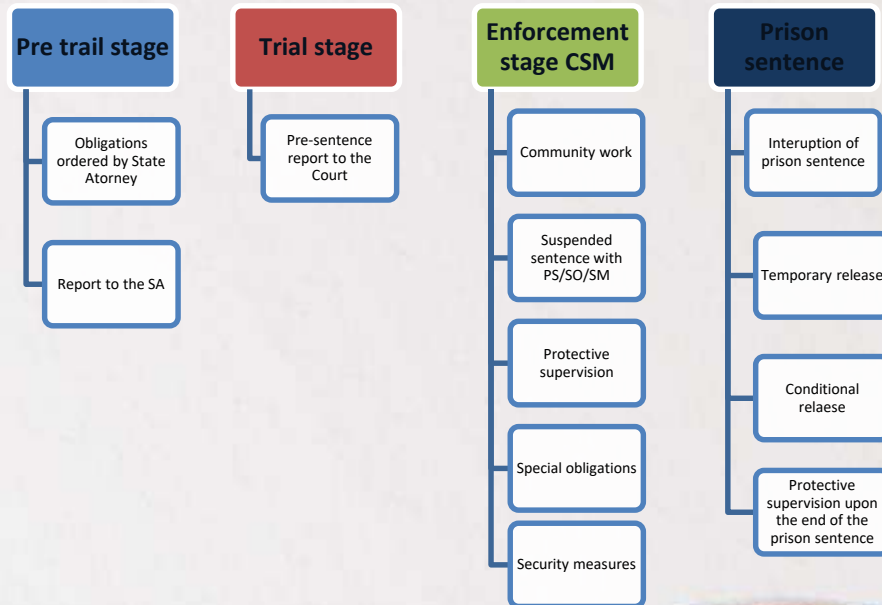 Pre trail stage
Obligations
ordered by State
Atorney
Report to the SA
Trial stage
Pre-sentence
report to the
Court
Enforcement
stage CSM
Community work
Suspended
sentence with
PS/SO/SM
Protective
supervision
Special obligations
Security measures
Prison
sentence
Interuption of
prison sentence
Temporary release
Conditional
relaese
Protective
supervision upon
the end of the
prison sentence